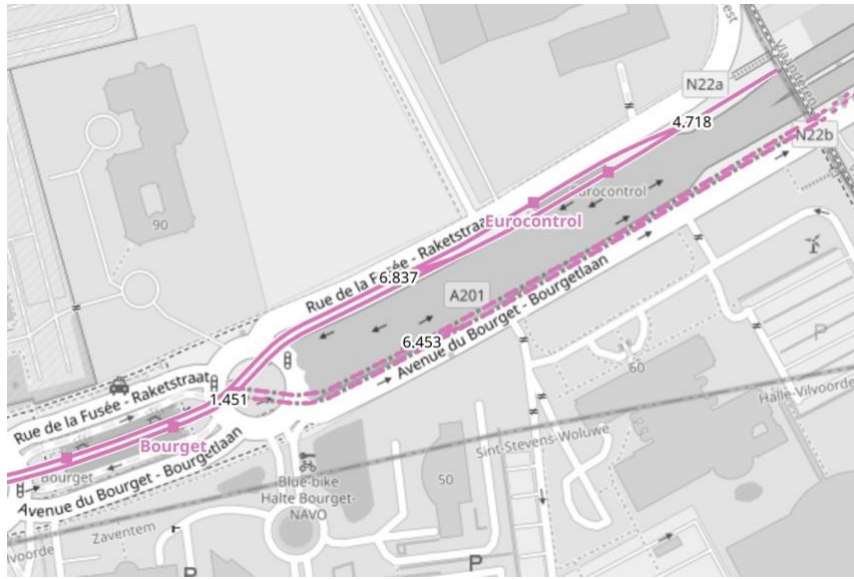 N22a
Vlaanderen
4.718
N22b
Eurocontrol
90
Rue de la Fusée - Raketstraat
6.837
A201
6.453
Avenue du Bourget - Bourgetlaan
P
60
Rue de la Fusée - Raketstraat
1.451
Halle-Vilvoorde
Bourget
Bourget
Sint-Stevens-Woluwe
Avenue du Bourget - Bourgetlaan
Blue-bike
Halte Bourget-
NAVO
50
Zaventem
P
P